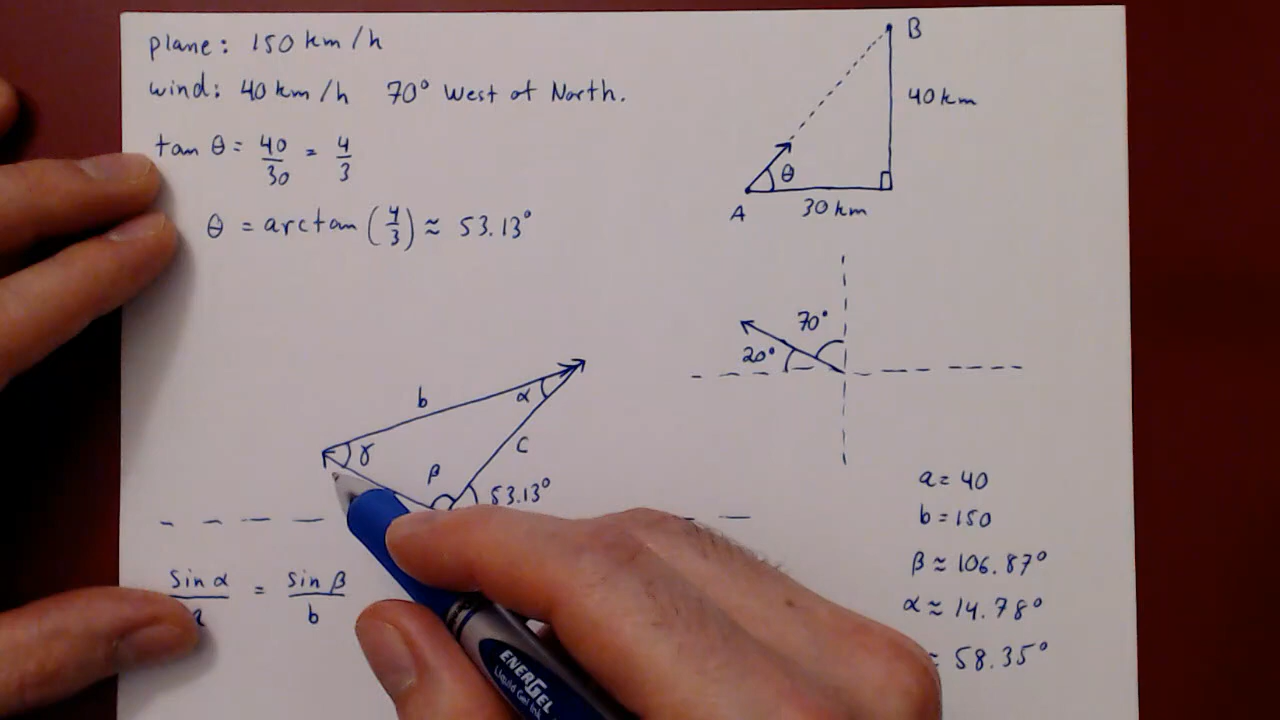 plane: 150 km/h
wind: 40 km/h 70° West of North.
tan θ = 40/30 = 4/3
θ = arctan (4/3) ≈ 53.13°
B
40 km
θ
A
30 km
70°
20°
b
α
γ
c
β
53.13°
sin α / a = sin β / b
a = 40
b = 150
β ≈ 106.87°
α ≈ 14.78°
≈ 58.35°
ENERGEL
Liquid Gel Ink